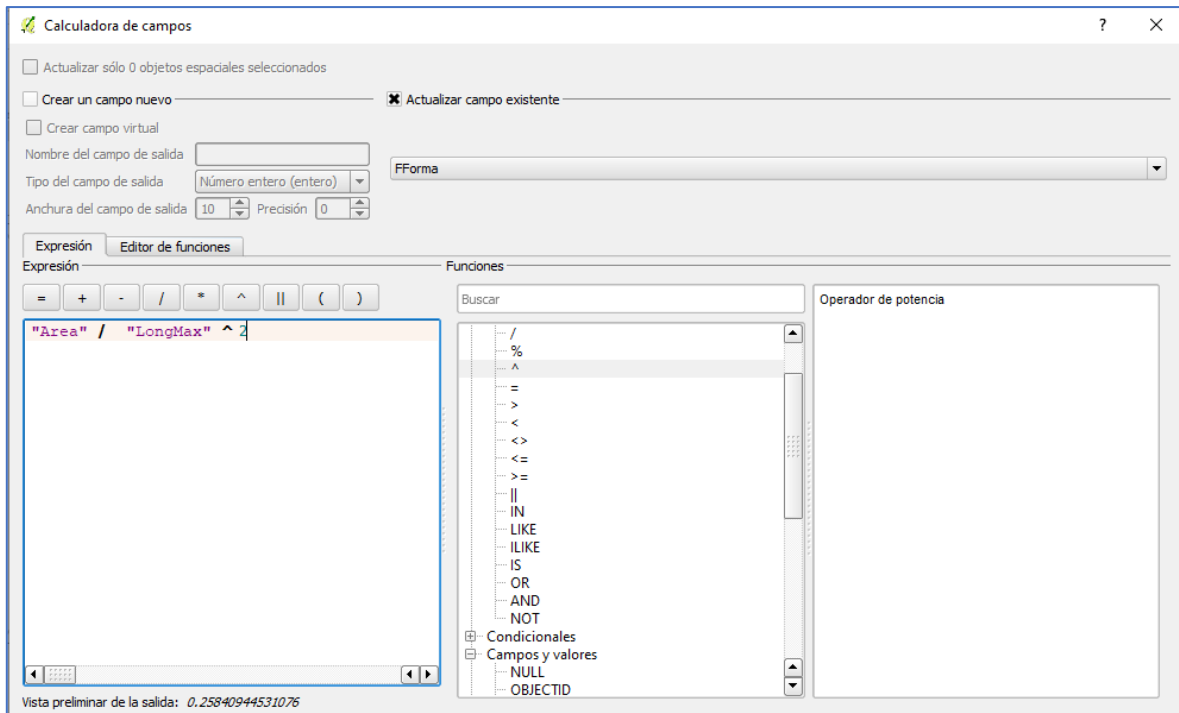 Calculadora de campos
?
Actualizar sólo 0 objetos espaciales seleccionados
Crear un campo nuevo
Actualizar campo existente
Crear campo virtual
Nombre del campo de salida
FForma
Tipo del campo de salida Número entero (entero)
Anchura del campo de salida 10 Precisión 0
Expresión Editor de funciones
Expresión
Funciones
= + - / * ^ || ( )
Buscar
Operador de potencia
"Area" / "LongMax" ^ 2
/
%
^
=
>
<
<>
<=
>=
||
IN
LIKE
ILIKE
IS
OR
AND
NOT
Condicionales
Campos y valores
NULL
OBJECTID
Vista preliminar de la salida: 0.25840944531076